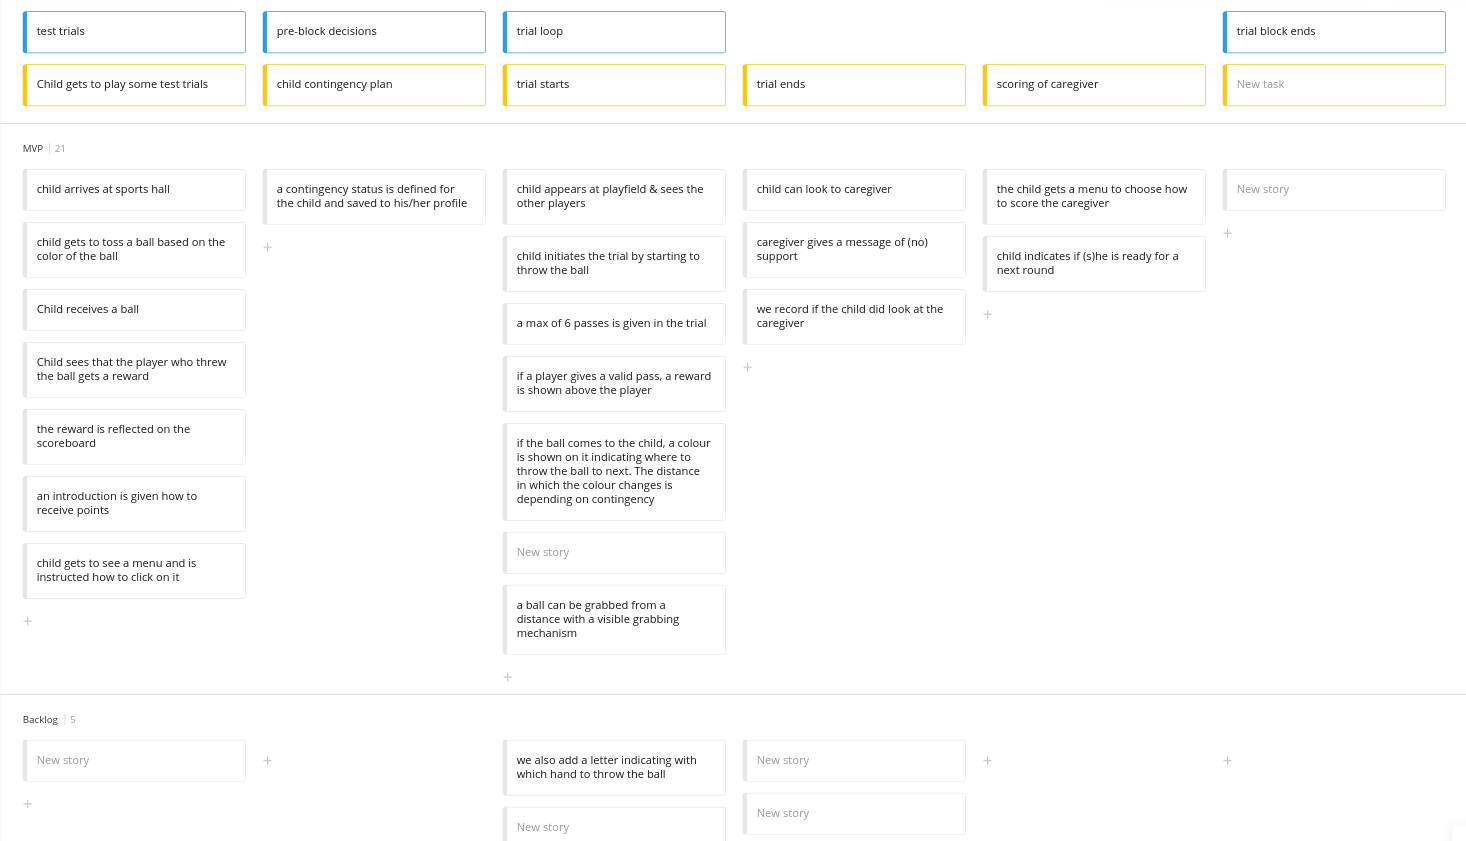 test trials
pre-block decisions
trial loop
trial block ends
Child gets to play some test trials
child contingency plan
trial starts
trial ends
scoring of caregiver
New task
MVP | 21
child arrives at sports hall
child gets to toss a ball based on the
color of the ball
Child receives a ball
Child sees that the player who threw
the ball gets a reward
the reward is reflected on the
scoreboard
an introduction is given how to
receive points
child gets to see a menu and is
instructed how to click on it
+
a contingency status is defined for
the child and saved to his/her profile
+
child appears at playfield & sees the
other players
child initiates the trial by starting to
throw the ball
a max of 6 passes is given in the trial
if a player gives a valid pass, a reward
is shown above the player
if the ball comes to the child, a colour
is shown on it indicating where to
throw the ball to next. The distance
in which the colour changes is
depending on contingency
New story
a ball can be grabbed from a
distance with a visible grabbing
mechanism
+
child can look to caregiver
caregiver gives a message of (no)
support
we record if the child did look at the
caregiver
+
the child gets a menu to choose how
to score the caregiver
child indicates if (s)he is ready for a
next round
+
New story
+
Backlog | 5
New story
+
+
we also add a letter indicating with
which hand to throw the ball
New story
New story
New story
+
+